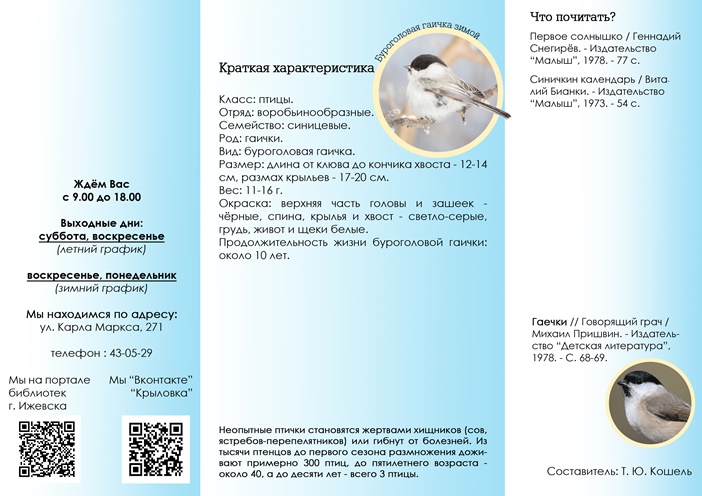 Ждём Вас
с 9.00 до 18.00
Выходные дни:
суббота, воскресенье
(летний график)
воскресенье, понедельник
(зимний график)
Мы находимся по адресу:
ул. Карла Маркса, 271
телефон : 43-05-29
Мы на портале
библиотек
г. Ижевска
Мы “Вконтакте”
“Крыловка”
Буроголовая гаичка зимой
Краткая характеристика
Класс: птицы.
Отряд: воробьинообразные.
Семейство: синицевые.
Род: гаички.
Вид: буроголовая гаичка.
Размер: длина от клюва до кончика хвоста - 12-14
см, размах крыльев - 17-20 см.
Вес: 11-16 г.
Окраска: верхняя часть головы и зашеек -
чёрные, спина, крылья и хвост - светло-серые,
грудь, живот и щеки белые.
Продолжительность жизни буроголовой гаички:
около 10 лет.
Неопытные птички становятся жертвами хищников (сов,
ястребов-перепелятников) или гибнут от болезней. Из
тысячи птенцов до первого сезона размножения дожи-
вают примерно 300 птиц, до пятилетнего возраста -
около 40, а до десяти лет - всего 3 птицы.
Что почитать?
Первое солнышко / Геннадий
Снегирёв. - Издательство
“Малыш”, 1978. - 77 с.
Синичкин календарь / Вита-
лий Бианки. - Издательство
“Малыш”, 1973. - 54 с.
Гаечки // Говорящий грач /
Михаил Пришвин. - Издатель-
ство “Детская литература”,
1978. - С. 68-69.
Составитель: Т. Ю. Кошель